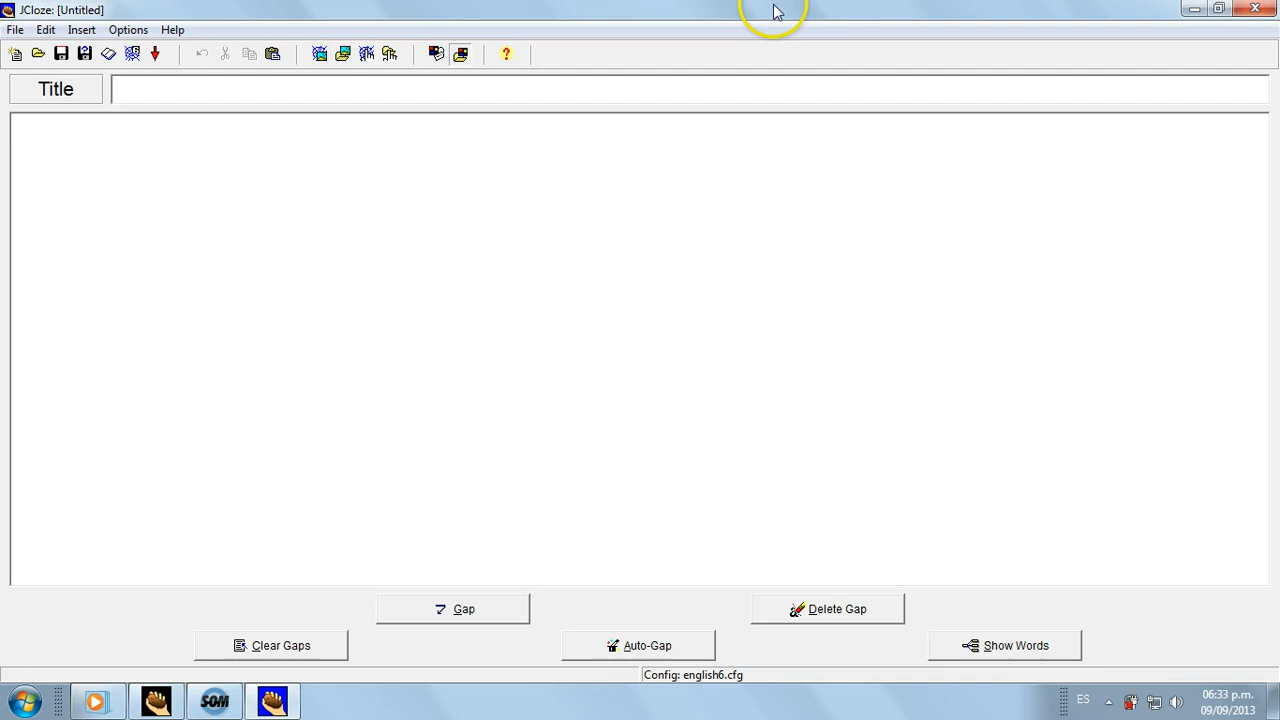 JCloze: [Untitled]
File Edit Insert Options Help
Title
Gap
Delete Gap
Clear Gaps
Auto-Gap
Show Words
Config: english6.cfg
SOM
ES
06:33 p.m.
09/09/2013